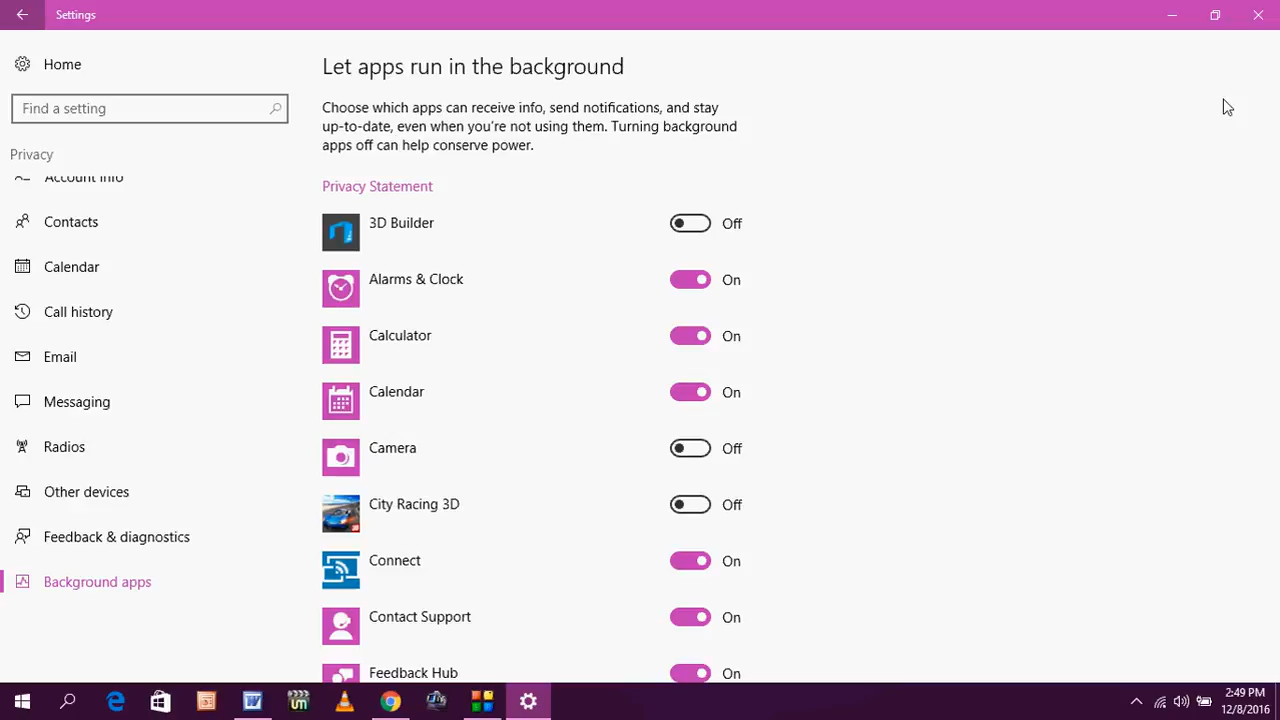 Settings
Home
Find a setting
Privacy
Account info
Contacts
Calendar
Call history
Email
Messaging
Radios
Other devices
Feedback & diagnostics
Background apps
Let apps run in the background
Choose which apps can receive info, send notifications, and stay
up-to-date, even when you're not using them. Turning background
apps off can help conserve power.
Privacy Statement
3D Builder Off
Alarms & Clock On
Calculator On
Calendar On
Camera Off
City Racing 3D Off
Connect On
Contact Support On
Feedback Hub On
2:49 PM
12/8/2016